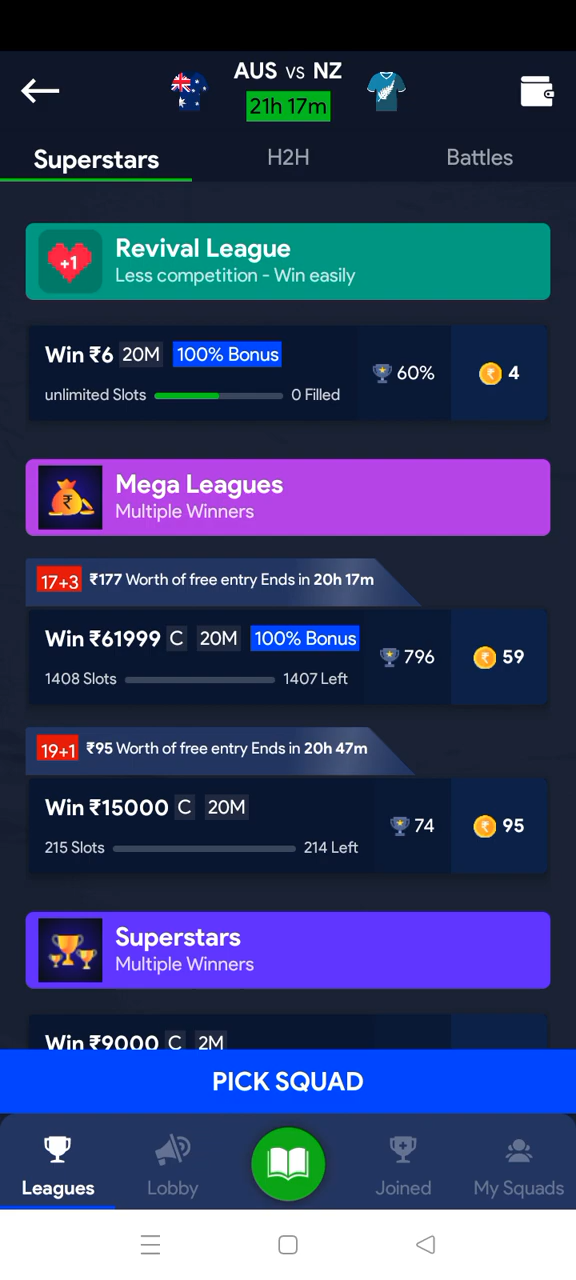 AUS VS NZ
21h 17m
Superstars
H2H
Battles
+1
Revival League
Less competition - Win easily
Win ₹6 20M 100% Bonus
60%
4
unlimited Slots
0 Filled
Mega Leagues
Multiple Winners
17+3 ₹177 Worth of free entry Ends in 20h 17m
Win ₹61999 C 20M 100% Bonus
796
59
1408 Slots
1407 Left
19+1 ₹95 Worth of free entry Ends in 20h 47m
Win ₹15000 C 20M
74
95
215 Slots
214 Left
Superstars
Multiple Winners
Win ₹9000 C 2M
PICK SQUAD
Leagues
Lobby
Joined
My Squads